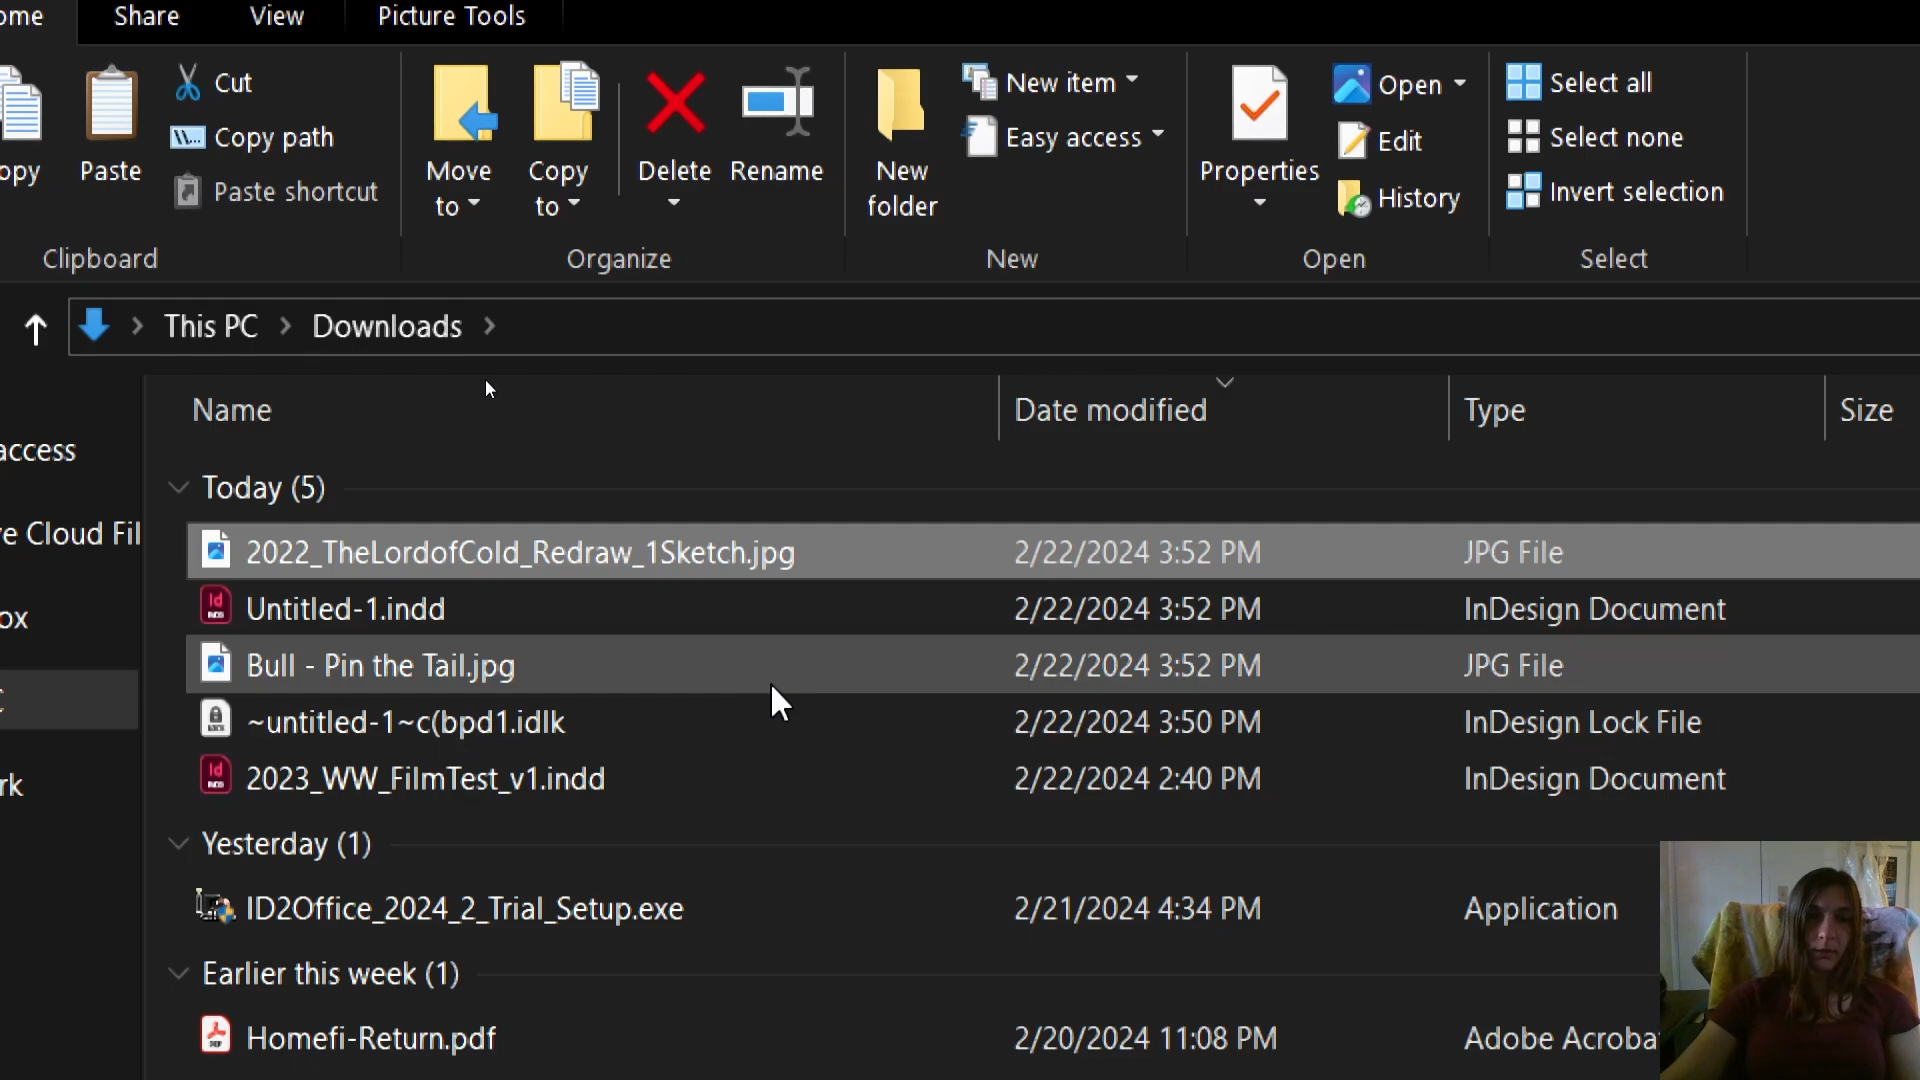 Share View Picture Tools
Cut
Copy path
Paste shortcut
Paste
Clipboard
Move to
Copy to
Delete
Rename
Organize
New folder
New item
Easy access
New
Properties
Open
Edit
History
Open
Select all
Select none
Invert selection
Select
This PC > Downloads >
Name Date modified Type Size
access
Today (5)
2022_TheLordofCold_Redraw_1Sketch.jpg 2/22/2024 3:52 PM JPG File
Untitled-1.indd 2/22/2024 3:52 PM InDesign Document
Bull - Pin the Tail.jpg 2/22/2024 3:52 PM JPG File
~untitled-1~c(bpd1.idlk 2/22/2024 3:50 PM InDesign Lock File
2023_WW_FilmTest_v1.indd 2/22/2024 2:40 PM InDesign Document
Yesterday (1)
ID2Office_2024_2_Trial_Setup.exe 2/21/2024 4:34 PM Application
Earlier this week (1)
Homefi-Return.pdf 2/20/2024 11:08 PM Adobe Acroba